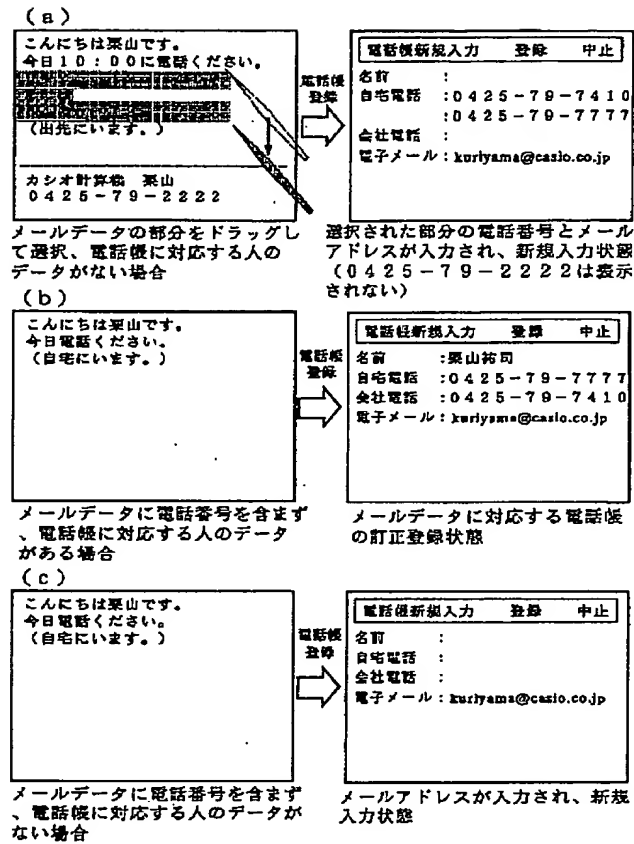 (a)
こんにちは栗山です。
今日10:00に電話ください。
(出先にいます。)
カシオ計算機 栗山
0425-79-2222
電話帳
登録
電話帳新規入力 登録 中止
名前 :
自宅電話 :0425-79-7410
:0425-79-7777
会社電話 :
電子メール:kuriyama@casio.co.jp
メールデータの部分をドラッグし
て選択、電話帳に対応する人の
データがない場合
選択された部分の電話番号とメール
アドレスが入力され、新規入力状態
(0425-79-2222は表示
されない)
(b)
こんにちは栗山です。
今日電話ください。
(自宅にいます。)
電話帳
登録
電話帳新規入力 登録 中止
名前 :栗山祐司
自宅電話 :0425-79-7777
会社電話 :0425-79-7410
電子メール:kuriyama@casio.co.jp
メールデータに電話番号を含まず
、電話帳に対応する人のデータ
がある場合
メールデータに対応する電話帳
の訂正登録状態
(c)
こんにちは栗山です。
今日電話ください。
(自宅にいます。)
電話帳
登録
電話帳新規入力 登録 中止
名前 :
自宅電話 :
会社電話 :
電子メール:kuriyama@casio.co.jp
メールデータに電話番号を含まず
、電話帳に対応する人のデータが
ない場合
メールアドレスが入力され、新規
入力状態